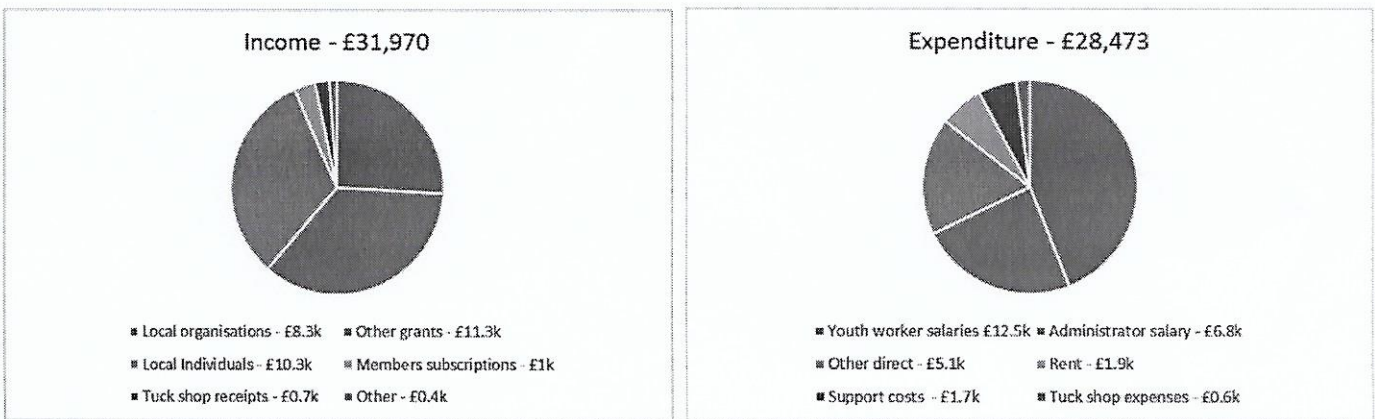 Income - £31,970
■ Local organisations - £8.3k ■ Other grants - £11.3k
■ Local Individuals - £10.3k ■ Members subscriptions - £1k
■ Tuck shop receipts - £0.7k ■ Other - £0.4k
Expenditure - £28,473
■ Youth worker salaries £12.5k ■ Administrator salary - £6.8k
■ Other direct - £5.1k ■ Rent - £1.9k
■ Support costs - £1.7k ■ Tuck shop expenses - £0.6k